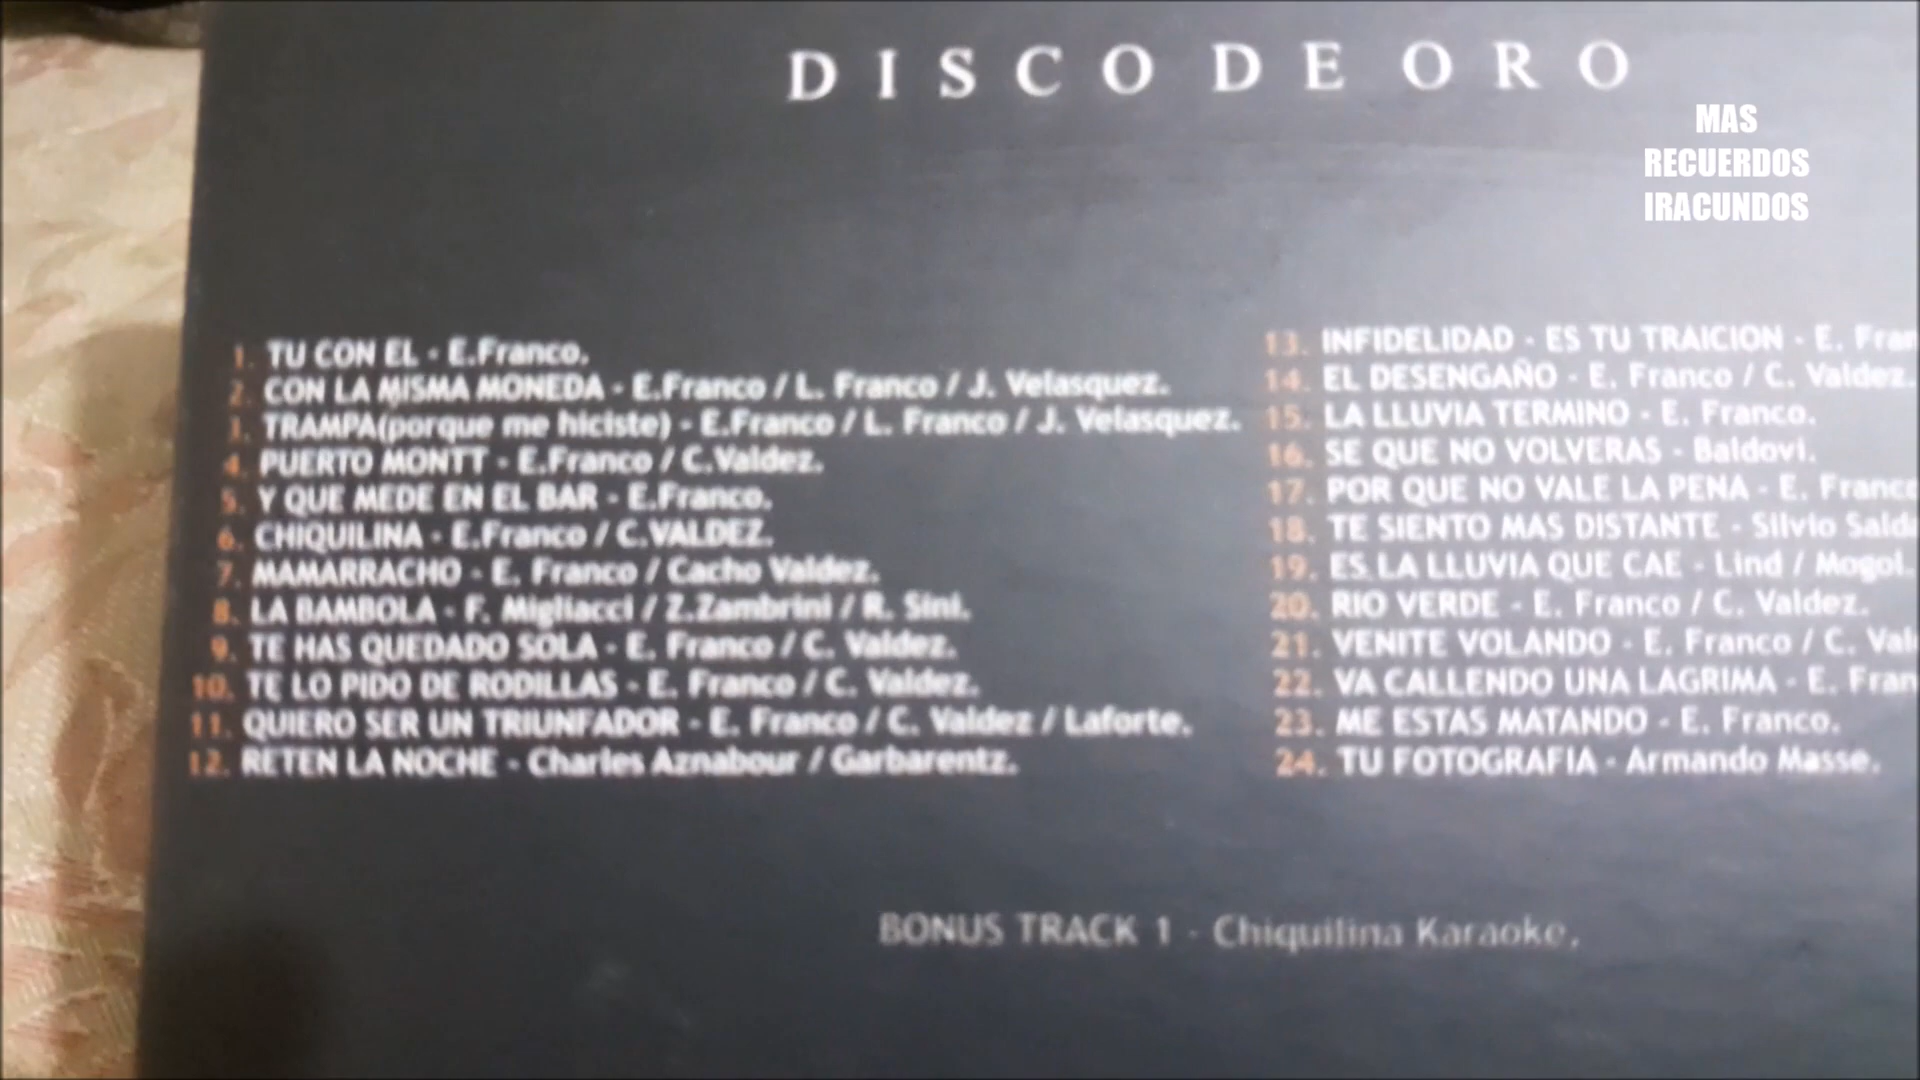 DISCO DE ORO
MAS
RECUERDOS
IRACUNDOS
1. TU CON EL - E.Franco.
2. CON LA MISMA MONEDA - E.Franco / L. Franco / J. Velasquez.
3. TRAMPA(porque me hiciste) - E.Franco / L. Franco / J. Velasquez.
4. PUERTO MONTT - E.Franco / C.Valdez.
5. Y QUE MEDE EN EL BAR - E.Franco.
6. CHIQUILINA - E.Franco / C.VALDEZ.
7. MAMARRACHO - E. Franco / Cacho Valdez.
8. LA BAMBOLA - F. Migliacci / Z.Zambrini / R. Sini.
9. TE HAS QUEDADO SOLA - E. Franco / C. Valdez.
10. TE LO PIDO DE RODILLAS - E. Franco / C. Valdez.
11. QUIERO SER UN TRIUNFADOR - E. Franco / C. Valdez / Laforte.
12. RETEN LA NOCHE - Charles Aznabour / Garbarentz.
13. INFIDELIDAD - ES TU TRAICION - E. Fran
14. EL DESENGAÑO - E. Franco / C. Valdez.
15. LA LLUVIA TERMINO - E. Franco.
16. SE QUE NO VOLVERAS - Baldovi.
17. POR QUE NO VALE LA PENA - E. Franco
18. TE SIENTO MAS DISTANTE - Silvio Sald
19. ES LA LLUVIA QUE CAE - Lind / Mogol.
20. RIO VERDE - E. Franco / C. Valdez.
21. VENITE VOLANDO - E. Franco / C. Val
22. VA CALLENDO UNA LAGRIMA - E. Fran
23. ME ESTAS MATANDO - E. Franco.
24. TU FOTOGRAFIA - Armando Masse.
BONUS TRACK 1 - Chiquilina Karaoke.